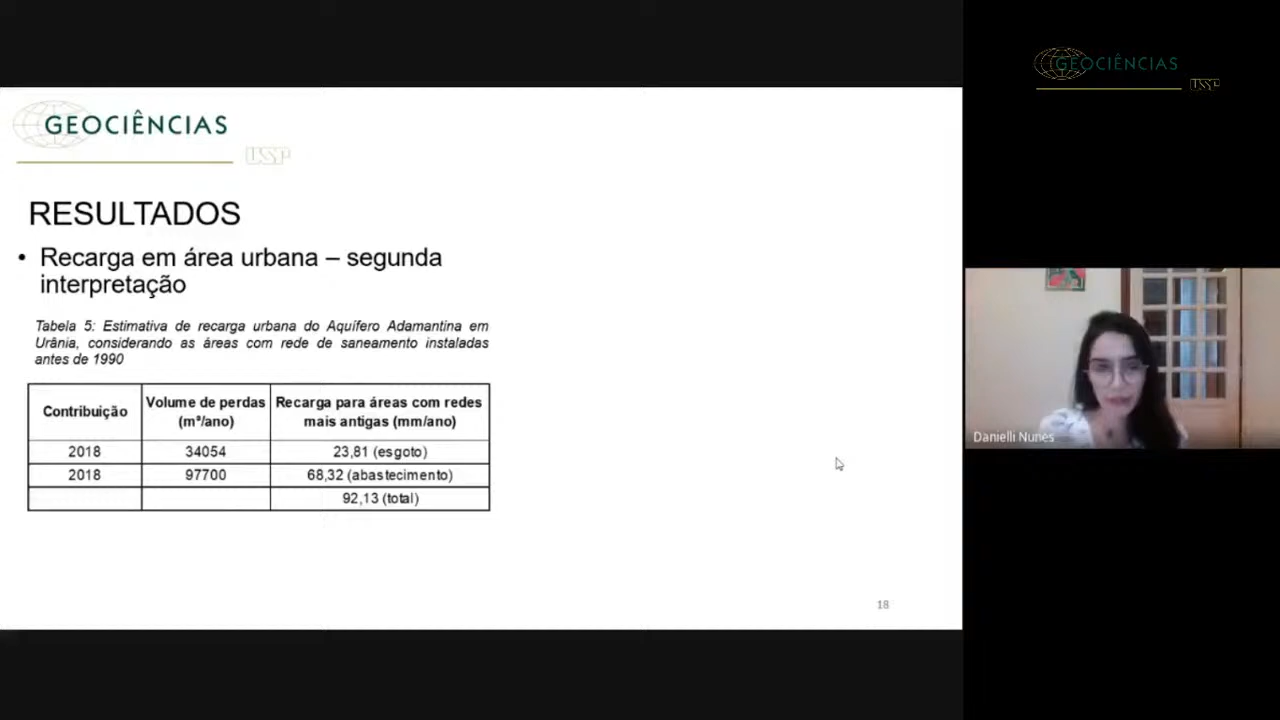 GEOCIÊNCIAS
USP
RESULTADOS
• Recarga em área urbana – segunda
interpretação
Tabela 5: Estimativa de recarga urbana do Aquífero Adamantina em
Urânia, considerando as áreas com rede de saneamento instaladas
antes de 1990
Contribuição Volume de perdas (m³/ano) Recarga para áreas com redes mais antigas (mm/ano)
2018 34054 23,81 (esgoto)
2018 97700 68,32 (abastecimento)
92,13 (total)
18
GEOCIÊNCIAS
USP
Danielli Nunes